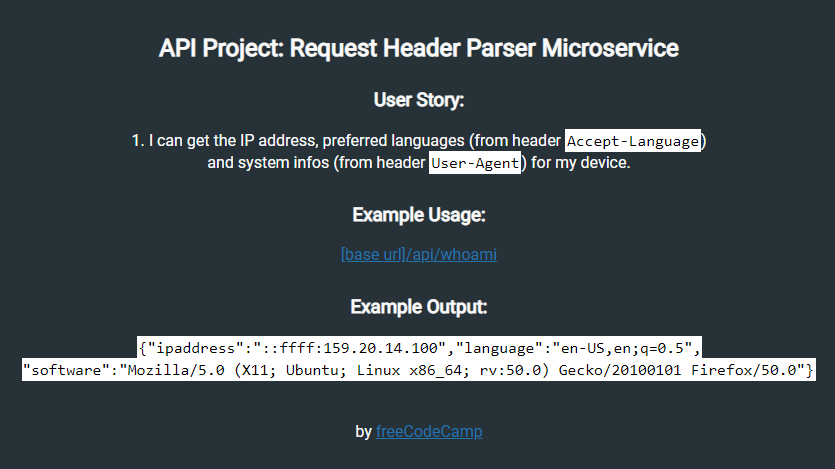 API Project: Request Header Parser Microservice
User Story:
1. I can get the IP address, preferred languages (from header Accept-Language)
and system infos (from header User-Agent) for my device.
Example Usage:
[base url]/api/whoami
Example Output:
{"ipaddress":"::ffff:159.20.14.100","language":"en-US,en;q=0.5",
"software":"Mozilla/5.0 (X11; Ubuntu; Linux x86_64; rv:50.0) Gecko/20100101 Firefox/50.0"}
by freeCodeCamp